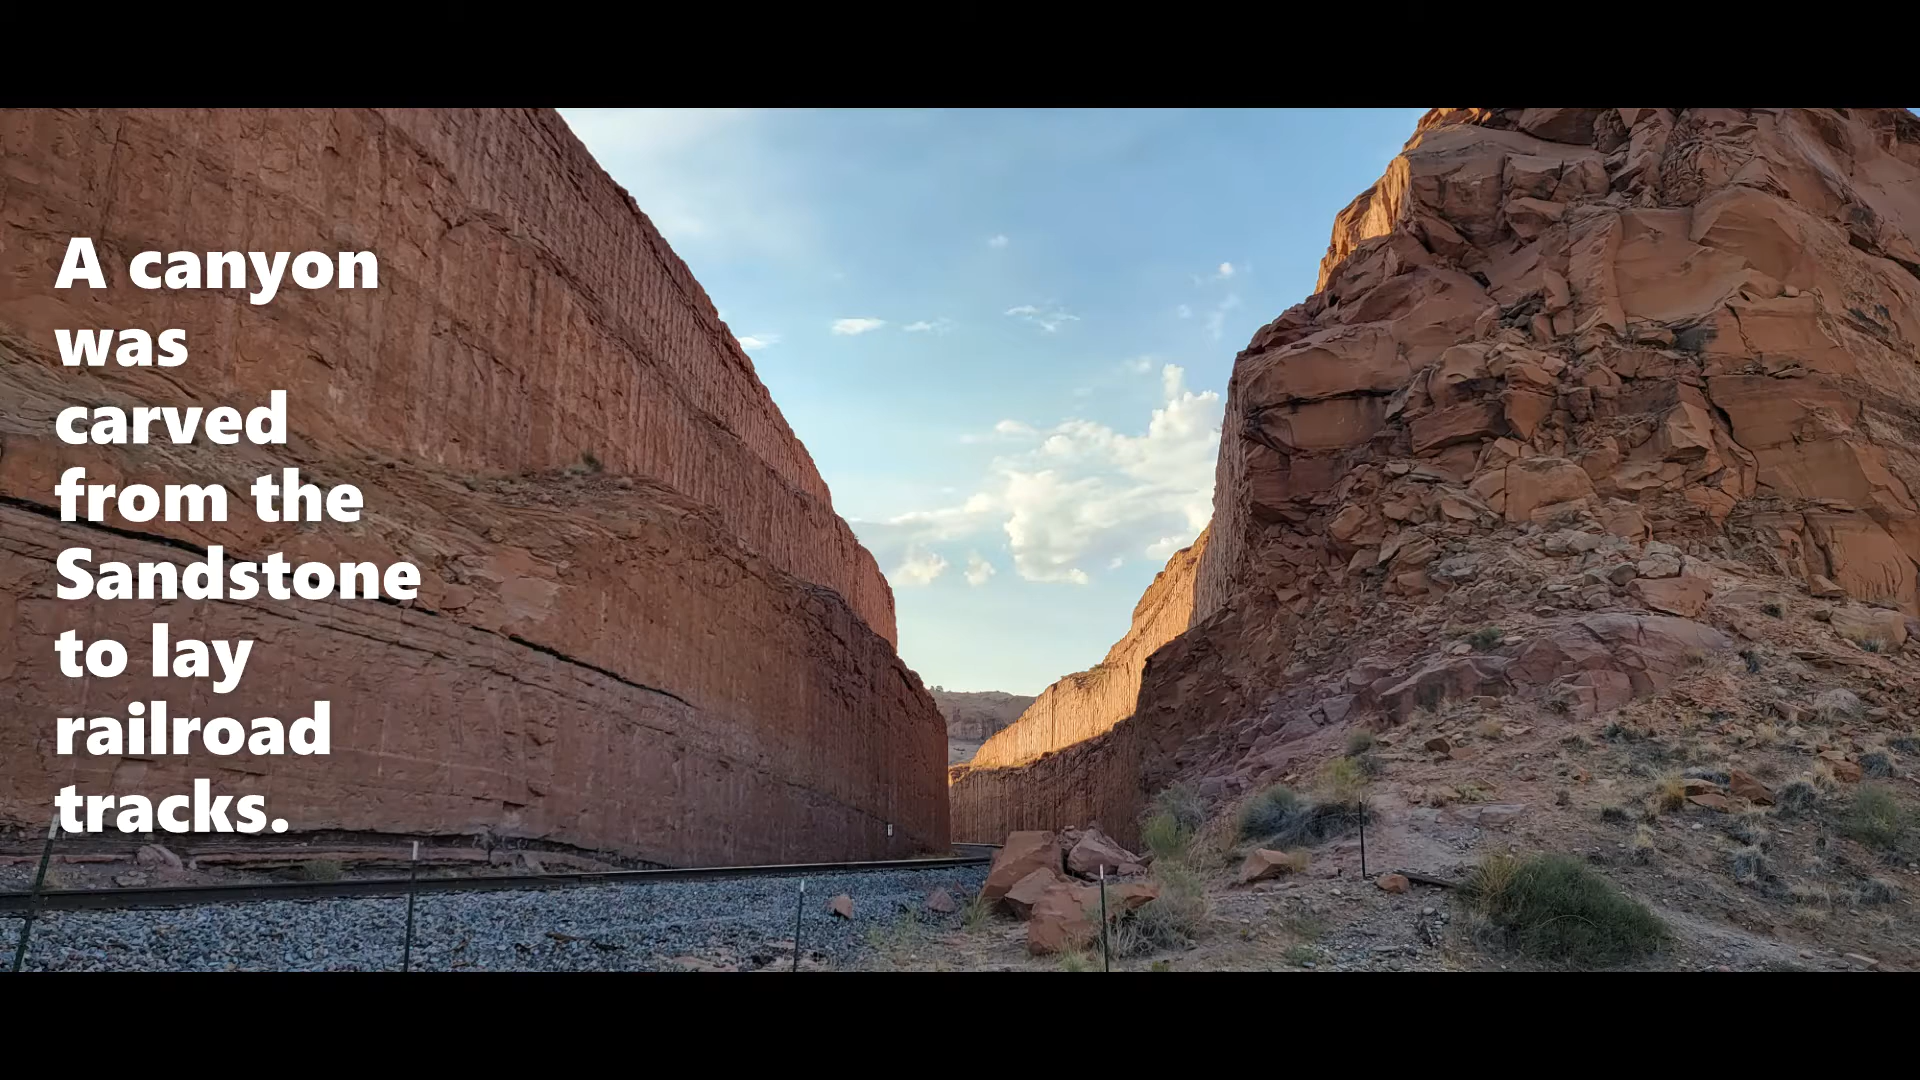 A canyon
was
carved
from the
Sandstone
to lay
railroad
tracks.